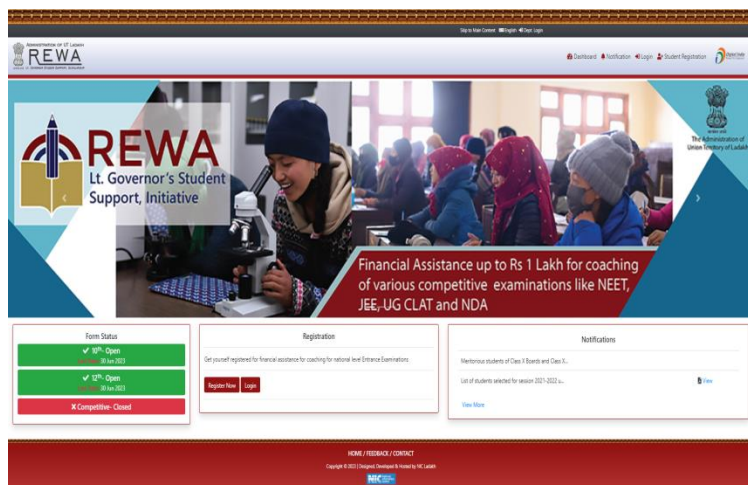 Skip to Main Content English Dept. Login
Administration of UT Ladakh
REWA
Dashboard Notification Login Student Registration
REWA
Lt. Governor's Student
Support, Initiative
The Administration of
Union Territory of Ladakh
Financial Assistance up to Rs 1 Lakh for coaching
of various competitive examinations like NEET,
JEE, UG CLAT and NDA
Form Status
10th- Open
30 Jun 2023
12th- Open
30 Jun 2023
Competitive- Closed
Registration
Get yourself registered for financial assistance for coaching for national level Entrance Examinations
Register Now Login
Notifications
Meritorious students of Class X Boards and Class X...
List of students selected for session 2021-2022 u... View
View More
HOME / FEEDBACK / CONTACT
Copyright © 2021 | Designed, Developed & Hosted by NIC Ladakh
NIC